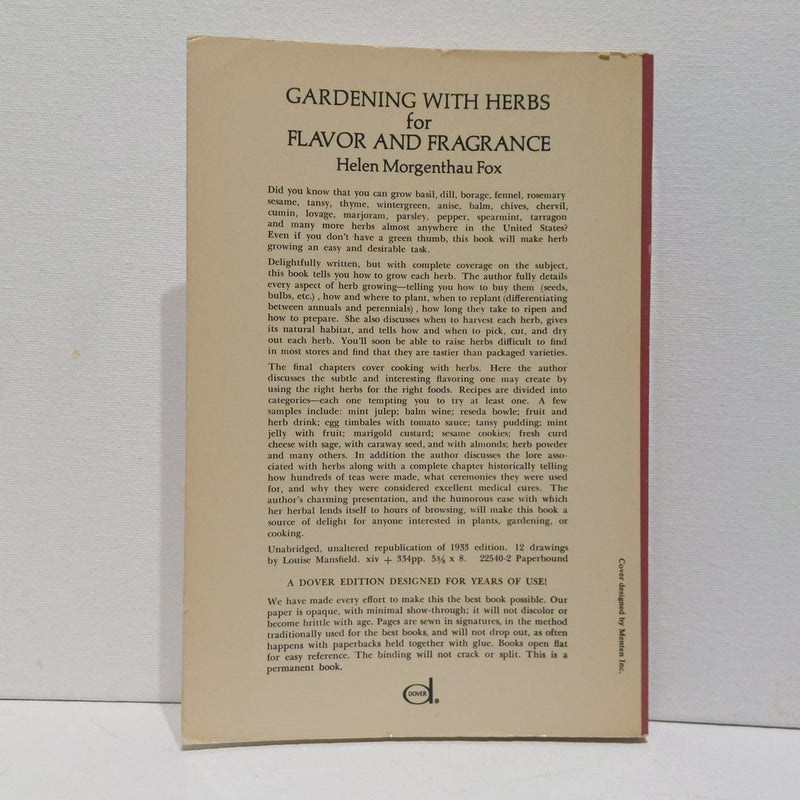 GARDENING WITH HERBS
for
FLAVOR AND FRAGRANCE
Helen Morgenthau Fox
Did you know that you can grow basil, dill, borage, fennel, rosemary
sesame, tansy, thyme, wintergreen, anise, balm, chives, chervil,
cumin, lovage, marjoram, parsley, pepper, spearmint, tarragon
and many more herbs almost anywhere in the United States?
Even if you don't have a green thumb, this book will make herb
growing an easy and desirable task.
Delightfully written, but with complete coverage on the subject,
this book tells you how to grow each herb. The author fully details
every aspect of herb growing—telling you how to buy them (seeds,
bulbs, etc.), how and where to plant, when to replant (differentiating
between annuals and perennials), how long they take to ripen and
how to prepare. She also discusses when to harvest each herb, gives
its natural habitat, and tells how and when to pick, cut, and dry
out each herb. You'll soon be able to raise herbs difficult to find
in most stores and find that they are tastier than packaged varieties.
The final chapters cover cooking with herbs. Here the author
discusses the subtle and interesting flavoring one may create by
using the right herbs for the right foods. Recipes are divided into
categories—each one tempting you to try at least one. A few
samples include: mint julep; balm wine; reseda bowle; fruit and
herb drink; egg timbales with tomato sauce; tansy pudding; mint
jelly with fruit; marigold custard; sesame cookies; fresh curd
cheese with sage, with caraway seed, and with almonds; herb powder
and many others. In addition the author discusses the lore asso-
ciated with herbs along with a complete chapter historically telling
how hundreds of teas were made, what ceremonies they were used
for, and why they were considered excellent medical cures. The
author's charming presentation, and the humorous ease with which
her herbal lends itself to hours of browsing, will make this book a
source of delight for anyone interested in plants, gardening, or
cooking.
Unabridged, unaltered republication of 1933 edition. 12 drawings
by Louise Mansfield. xiv + 334pp. 5⅜ x 8. 22540-2 Paperbound
A DOVER EDITION DESIGNED FOR YEARS OF USE!
We have made every effort to make this the best book possible. Our
paper is opaque, with minimal show-through; it will not discolor or
become brittle with age. Pages are sewn in signatures, in the method
traditionally used for the best books, and will not drop out, as often
happens with paperbacks held together with glue. Books open flat
for easy reference. The binding will not crack or split. This is a
permanent book.
DOVER
Cover designed by Menten Inc.